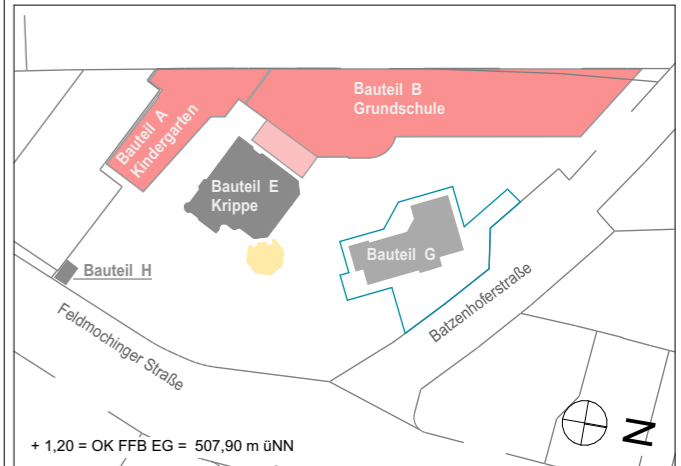 Bauteil B
Grundschule
Bauteil A
Kindergarten
Bauteil E
Krippe
Bauteil G
Bauteil H
Feldmochinger Straße
Batzenhoferstraße
+ 1,20 = OK FFB EG = 507,90 m üNN
N